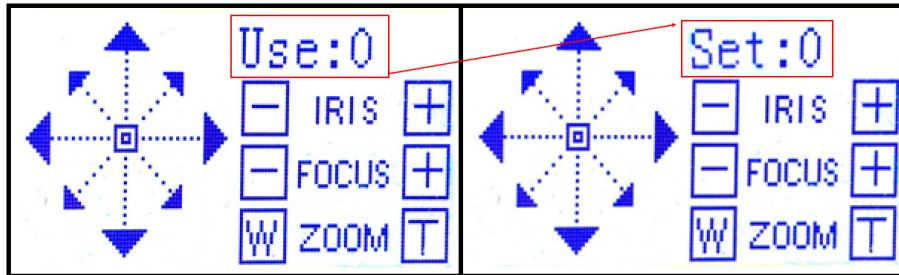 Use:0
− IRIS +
− FOCUS +
W ZOOM T
Set:0
− IRIS +
− FOCUS +
W ZOOM T